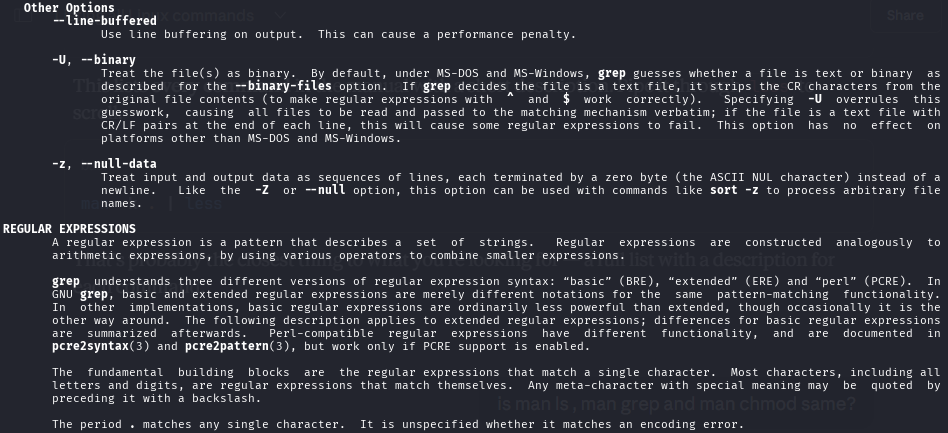 Share
Other Options
--line-buffered
Use line buffering on output. This can cause a performance penalty.
-U, --binary
Treat the file(s) as binary. By default, under MS-DOS and MS-Windows, grep guesses whether a file is text or binary as
described for the --binary-files option. If grep decides the file is a text file, it strips the CR characters from the
original file contents (to make regular expressions with ^ and $ work correctly). Specifying -U overrules this
guesswork, causing all files to be read and passed to the matching mechanism verbatim; if the file is a text file with
CR/LF pairs at the end of each line, this will cause some regular expressions to fail. This option has no effect on
platforms other than MS-DOS and MS-Windows.
-z, --null-data
Treat input and output data as sequences of lines, each terminated by a zero byte (the ASCII NUL character) instead of a
newline. Like the -Z or --null option, this option can be used with commands like sort -z to process arbitrary file
names.
REGULAR EXPRESSIONS
A regular expression is a pattern that describes a set of strings. Regular expressions are constructed analogously to
arithmetic expressions, by using various operators to combine smaller expressions.
grep understands three different versions of regular expression syntax: “basic” (BRE), “extended” (ERE) and “perl” (PCRE). In
GNU grep, basic and extended regular expressions are merely different notations for the same pattern-matching functionality.
In other implementations, basic regular expressions are ordinarily less powerful than extended, though occasionally it is the
other way around. The following description applies to extended regular expressions; differences for basic regular expressions
are summarized afterwards. Perl-compatible regular expressions have different functionality, and are documented in
pcre2syntax(3) and pcre2pattern(3), but work only if PCRE support is enabled.
The fundamental building blocks are the regular expressions that match a single character. Most characters, including all
letters and digits, are regular expressions that match themselves. Any meta-character with special meaning may be quoted by
preceding it with a backslash.
is man ls , man grep and man chmod same?
The period . matches any single character. It is unspecified whether it matches an encoding error.